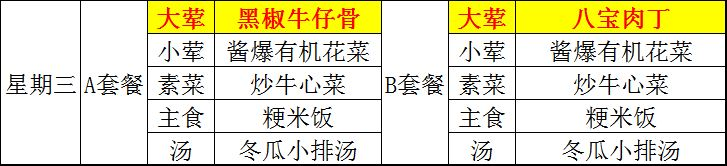 星期三 A套餐 大荤 黑椒牛仔骨 B套餐 大荤 八宝肉丁
小荤 酱爆有机花菜 小荤 酱爆有机花菜
素菜 炒牛心菜 素菜 炒牛心菜
主食 粳米饭 主食 粳米饭
汤 冬瓜小排汤 汤 冬瓜小排汤